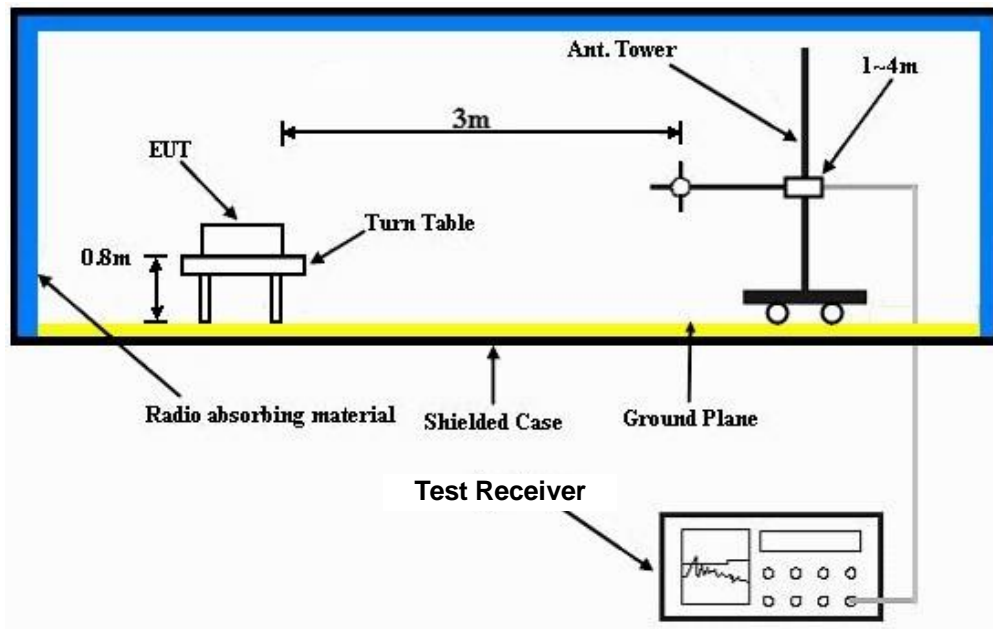 Ant. Tower
1~4m
3m
EUT
Turn Table
0.8m
Radio absorbing material
Shielded Case
Ground Plane
Test Receiver